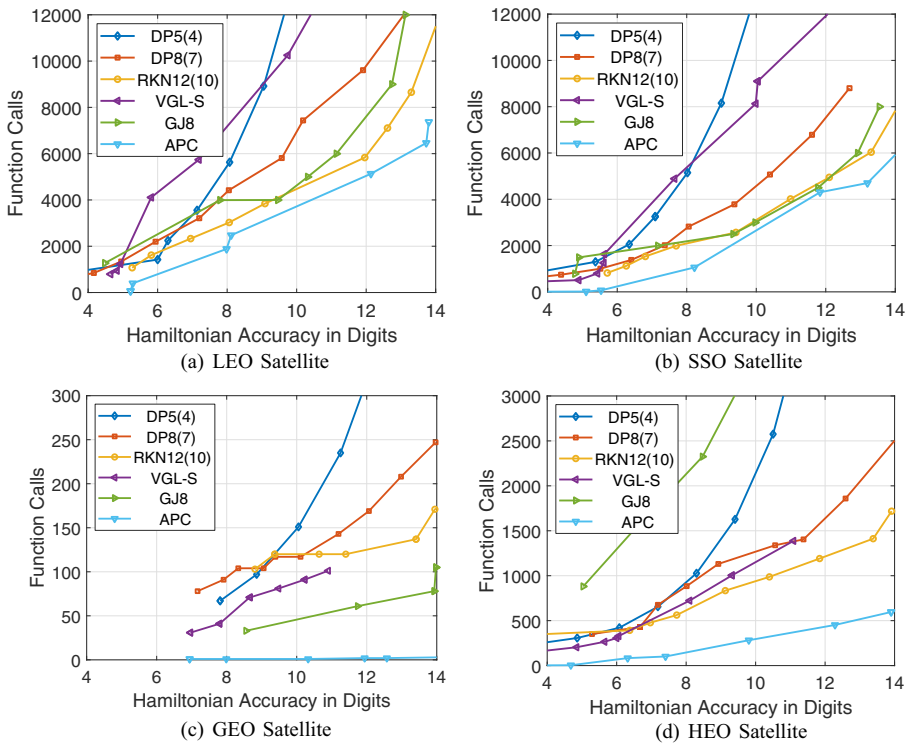 12000
10000
8000
6000
4000
2000
0
Function Calls
DP5(4)
DP8(7)
RKN12(10)
VGL-S
GJ8
APC
4 6 8 10 12 14
Hamiltonian Accuracy in Digits
(a) LEO Satellite
12000
10000
8000
6000
4000
2000
0
Function Calls
DP5(4)
DP8(7)
RKN12(10)
VGL-S
GJ8
APC
4 6 8 10 12 14
Hamiltonian Accuracy in Digits
(b) SSO Satellite
300
250
200
150
100
50
0
Function Calls
DP5(4)
DP8(7)
RKN12(10)
VGL-S
GJ8
APC
4 6 8 10 12 14
Hamiltonian Accuracy in Digits
(c) GEO Satellite
3000
2500
2000
1500
1000
500
0
Function Calls
DP5(4)
DP8(7)
RKN12(10)
VGL-S
GJ8
APC
4 6 8 10 12 14
Hamiltonian Accuracy in Digits
(d) HEO Satellite